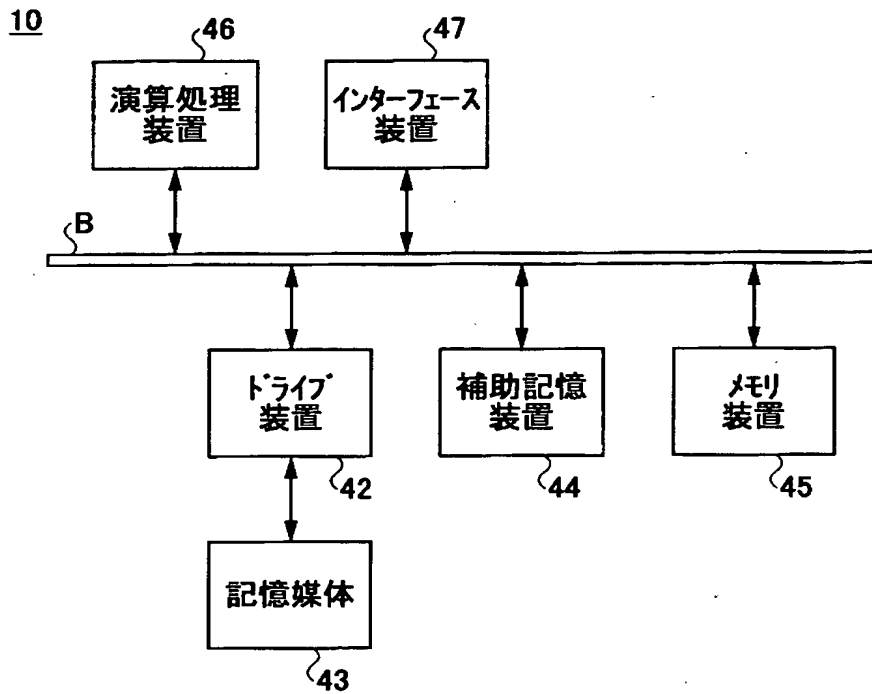 10
46
47
演算処理
装置
インターフェース
装置
B
ドライブ
装置
補助記憶
装置
メモリ
装置
42
44
45
記憶媒体
43